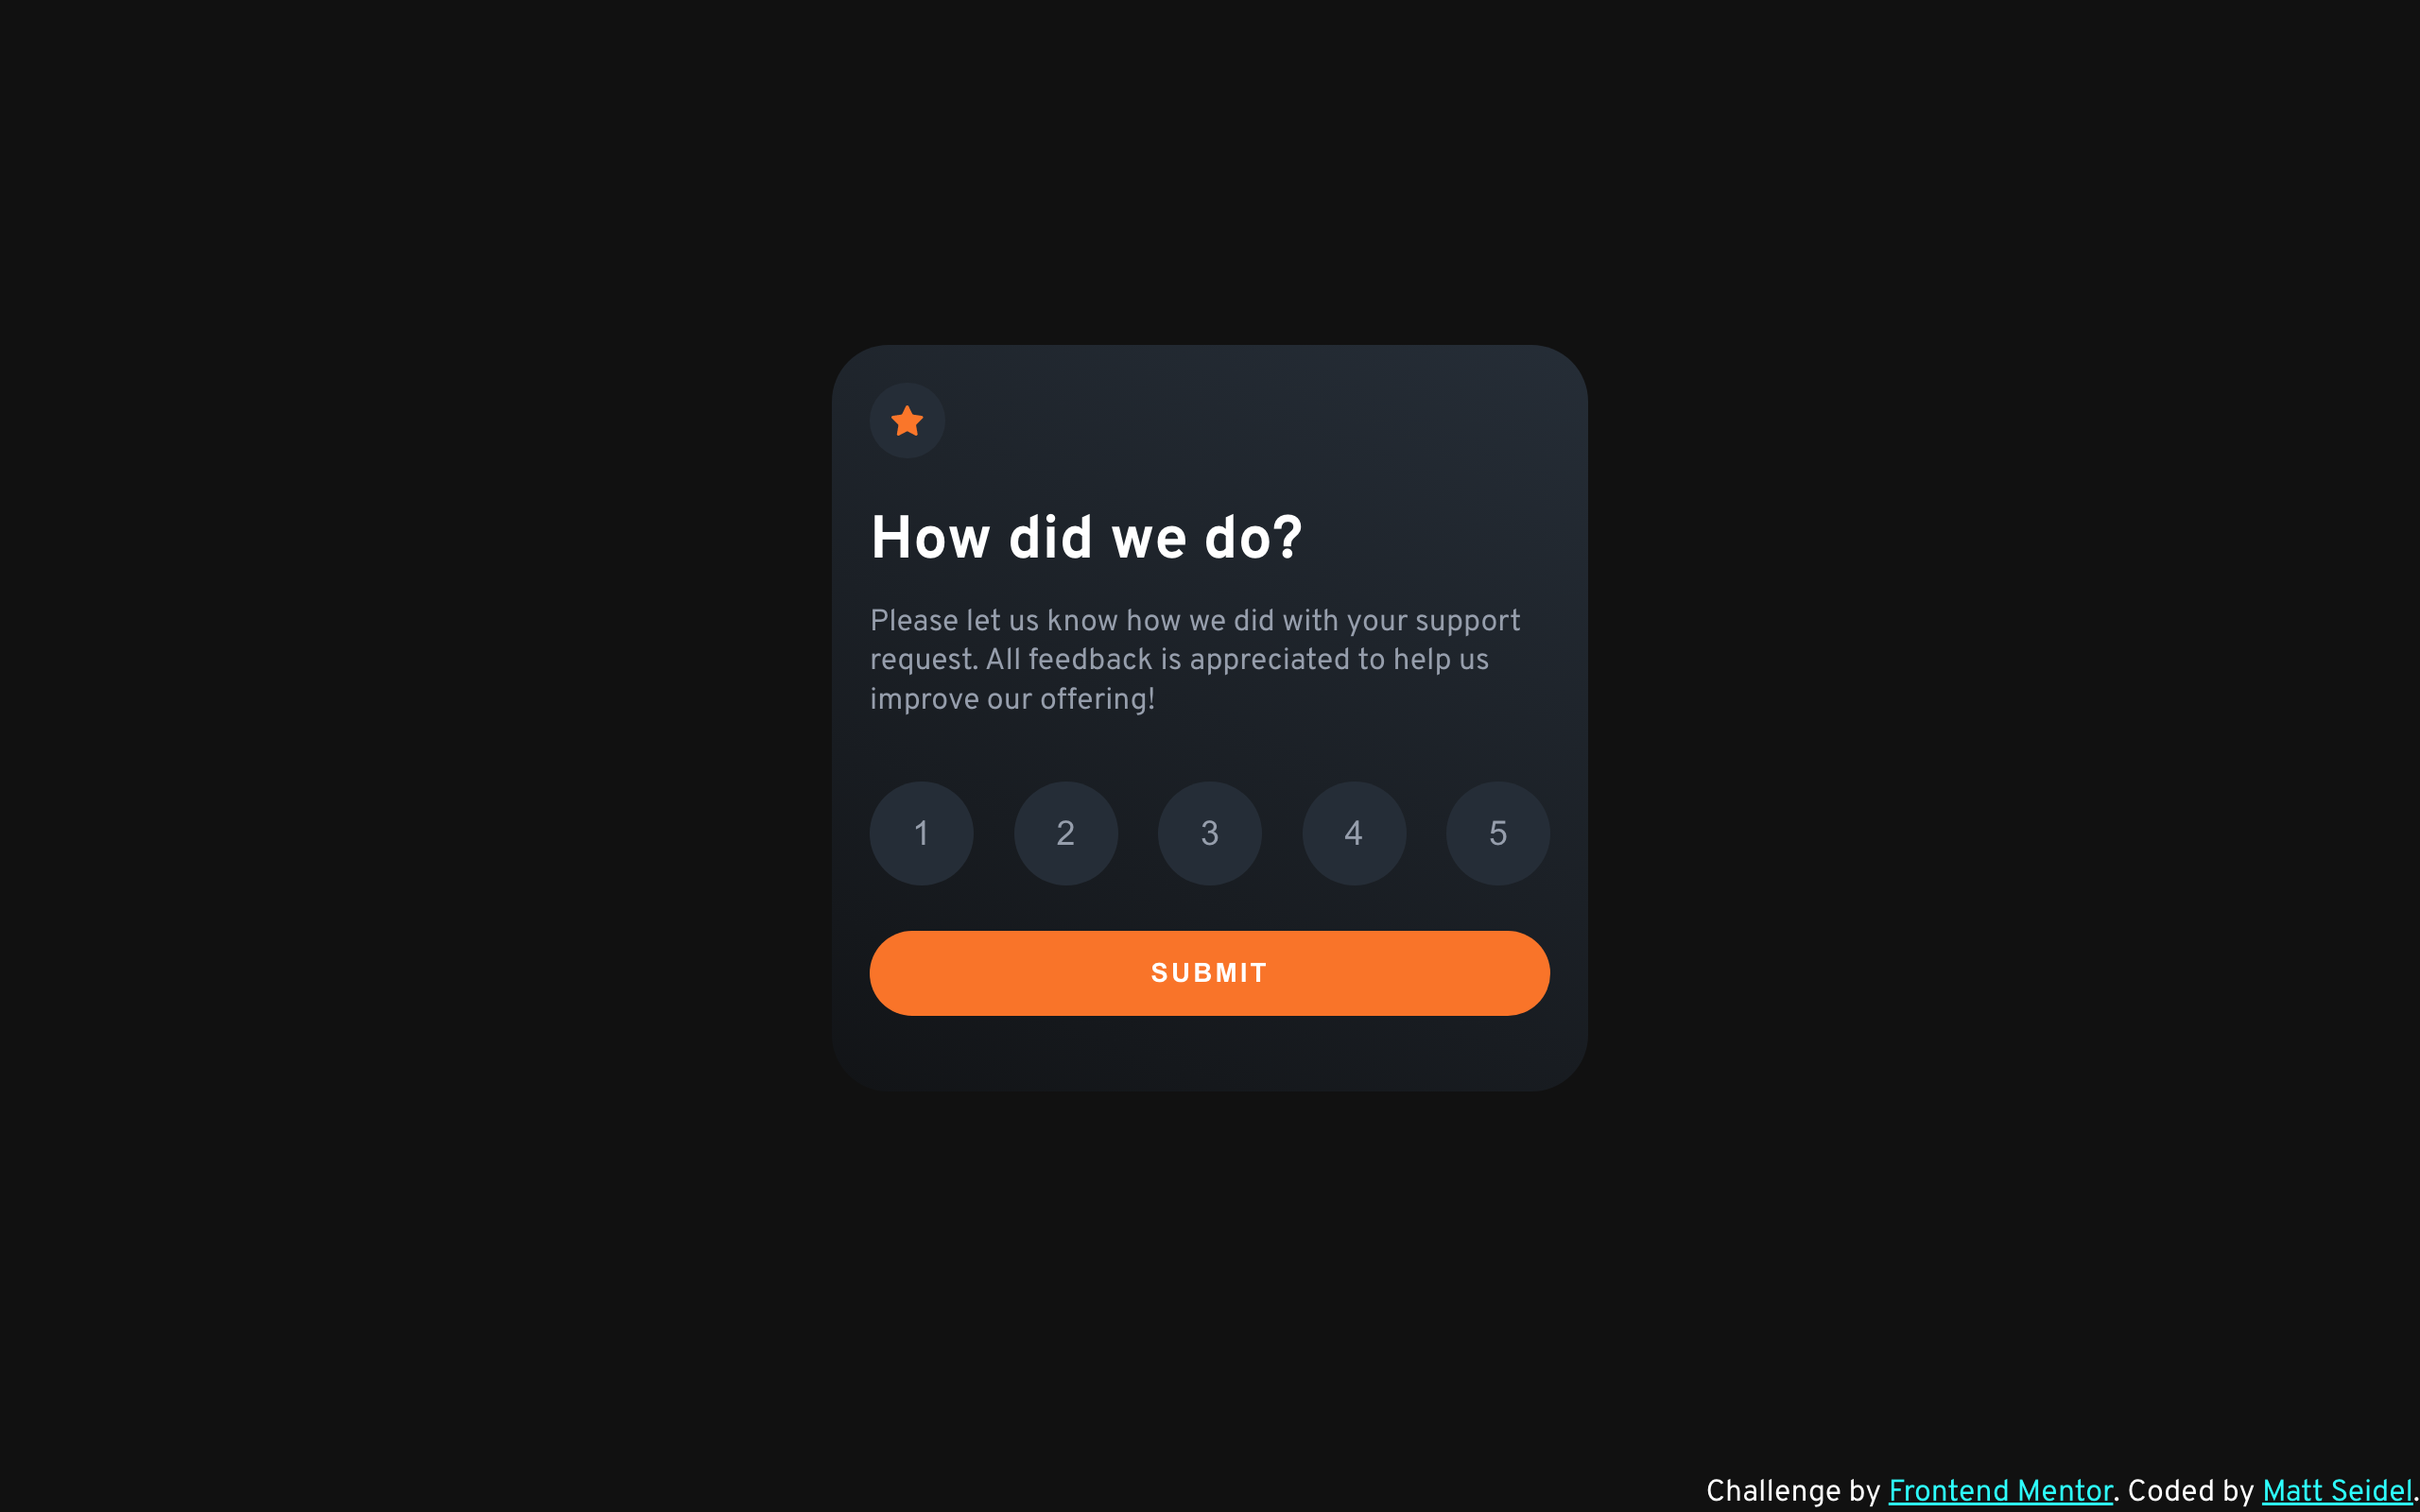 How did we do?
Please let us know how we did with your support
request. All feedback is appreciated to help us
improve our offering!
1 2 3 4 5
SUBMIT
Challenge by Frontend Mentor. Coded by Matt Seidel.